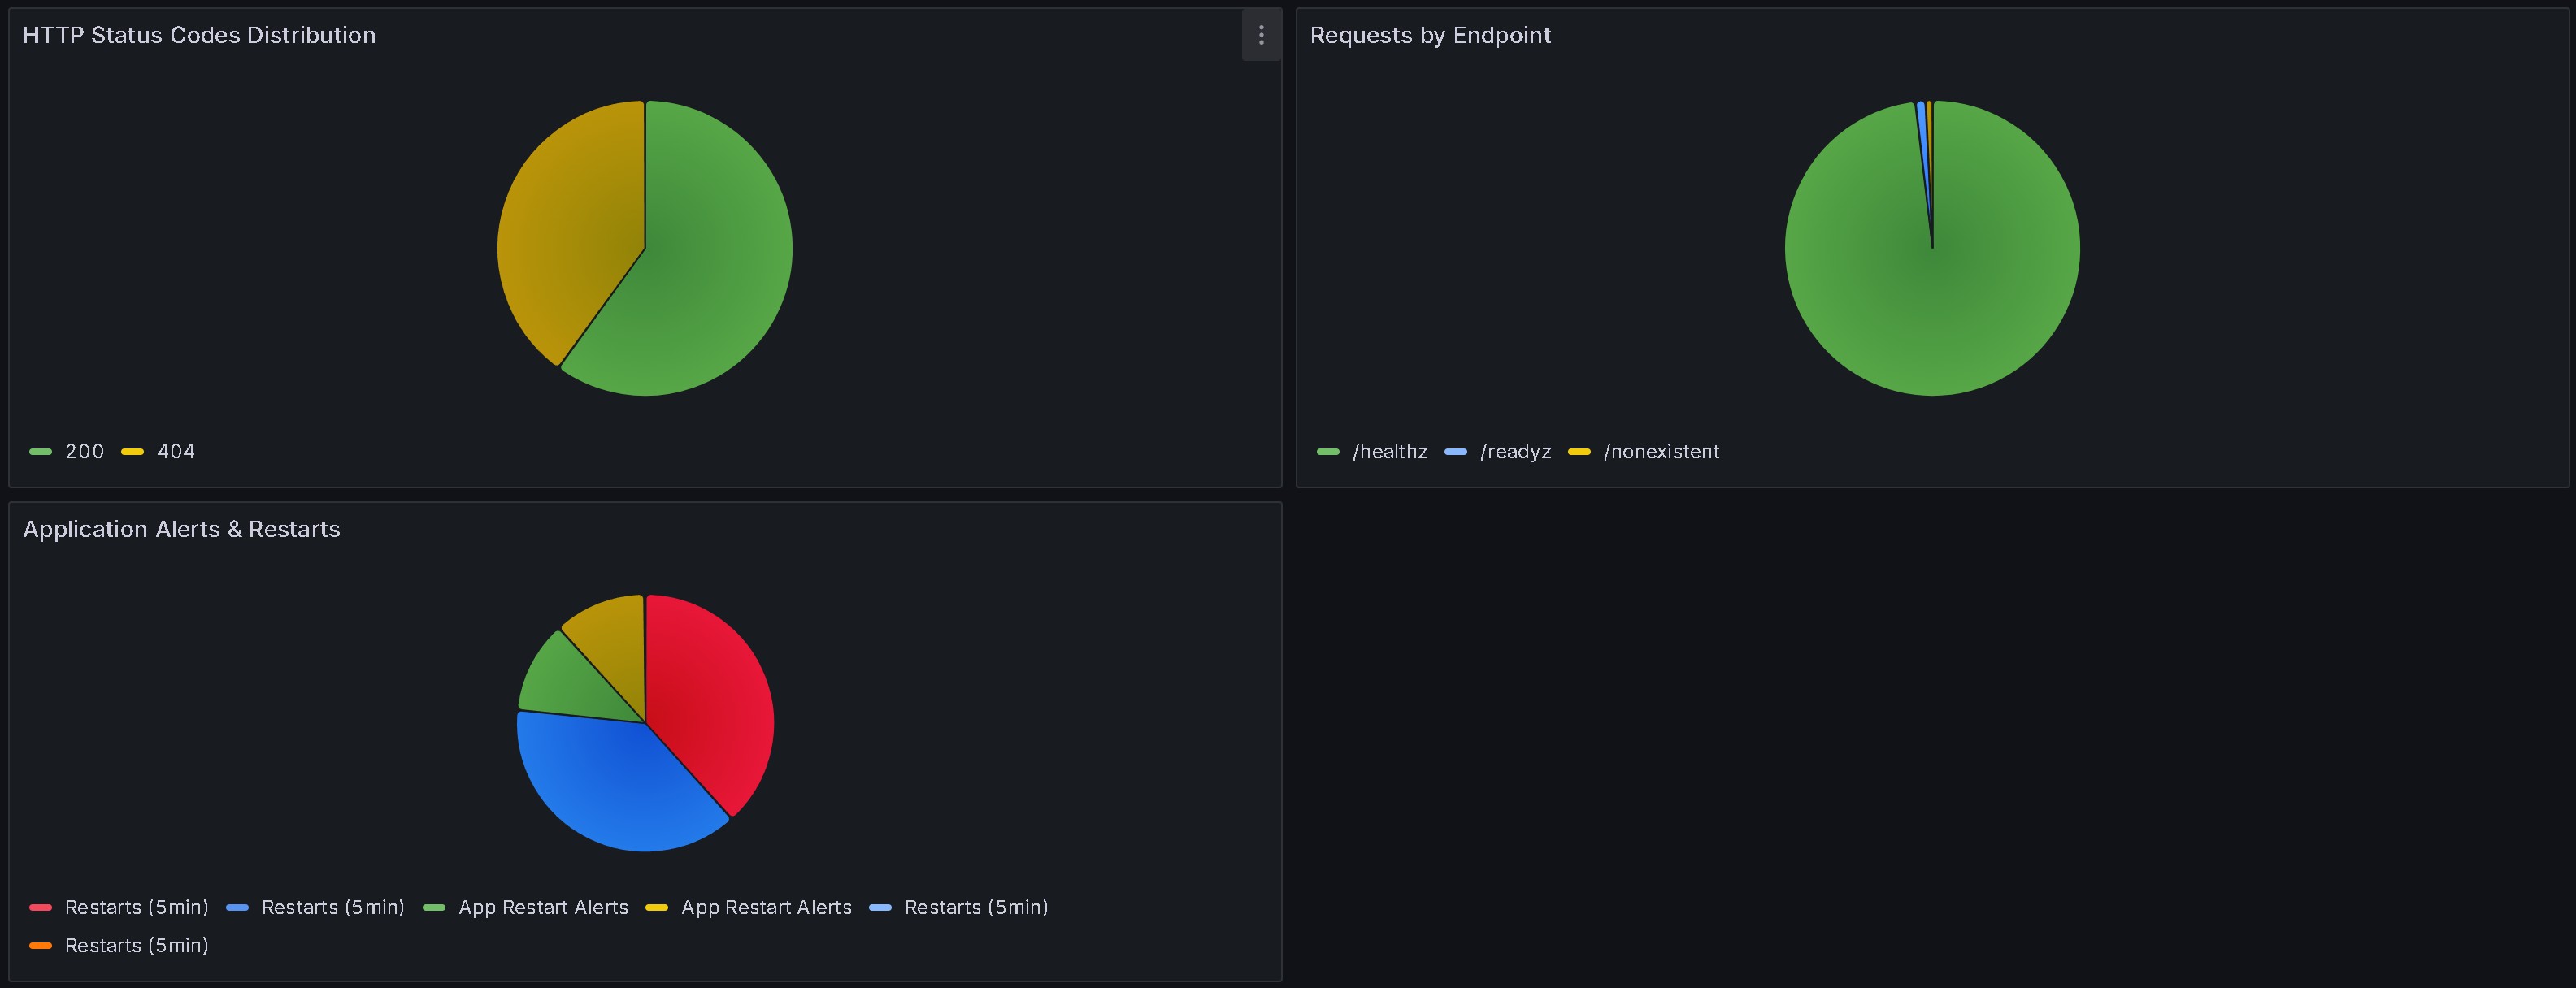 HTTP Status Codes Distribution
200 404
Requests by Endpoint
/healthz /readyz /nonexistent
Application Alerts & Restarts
Restarts (5min) Restarts (5min) App Restart Alerts App Restart Alerts Restarts (5min)
Restarts (5min)